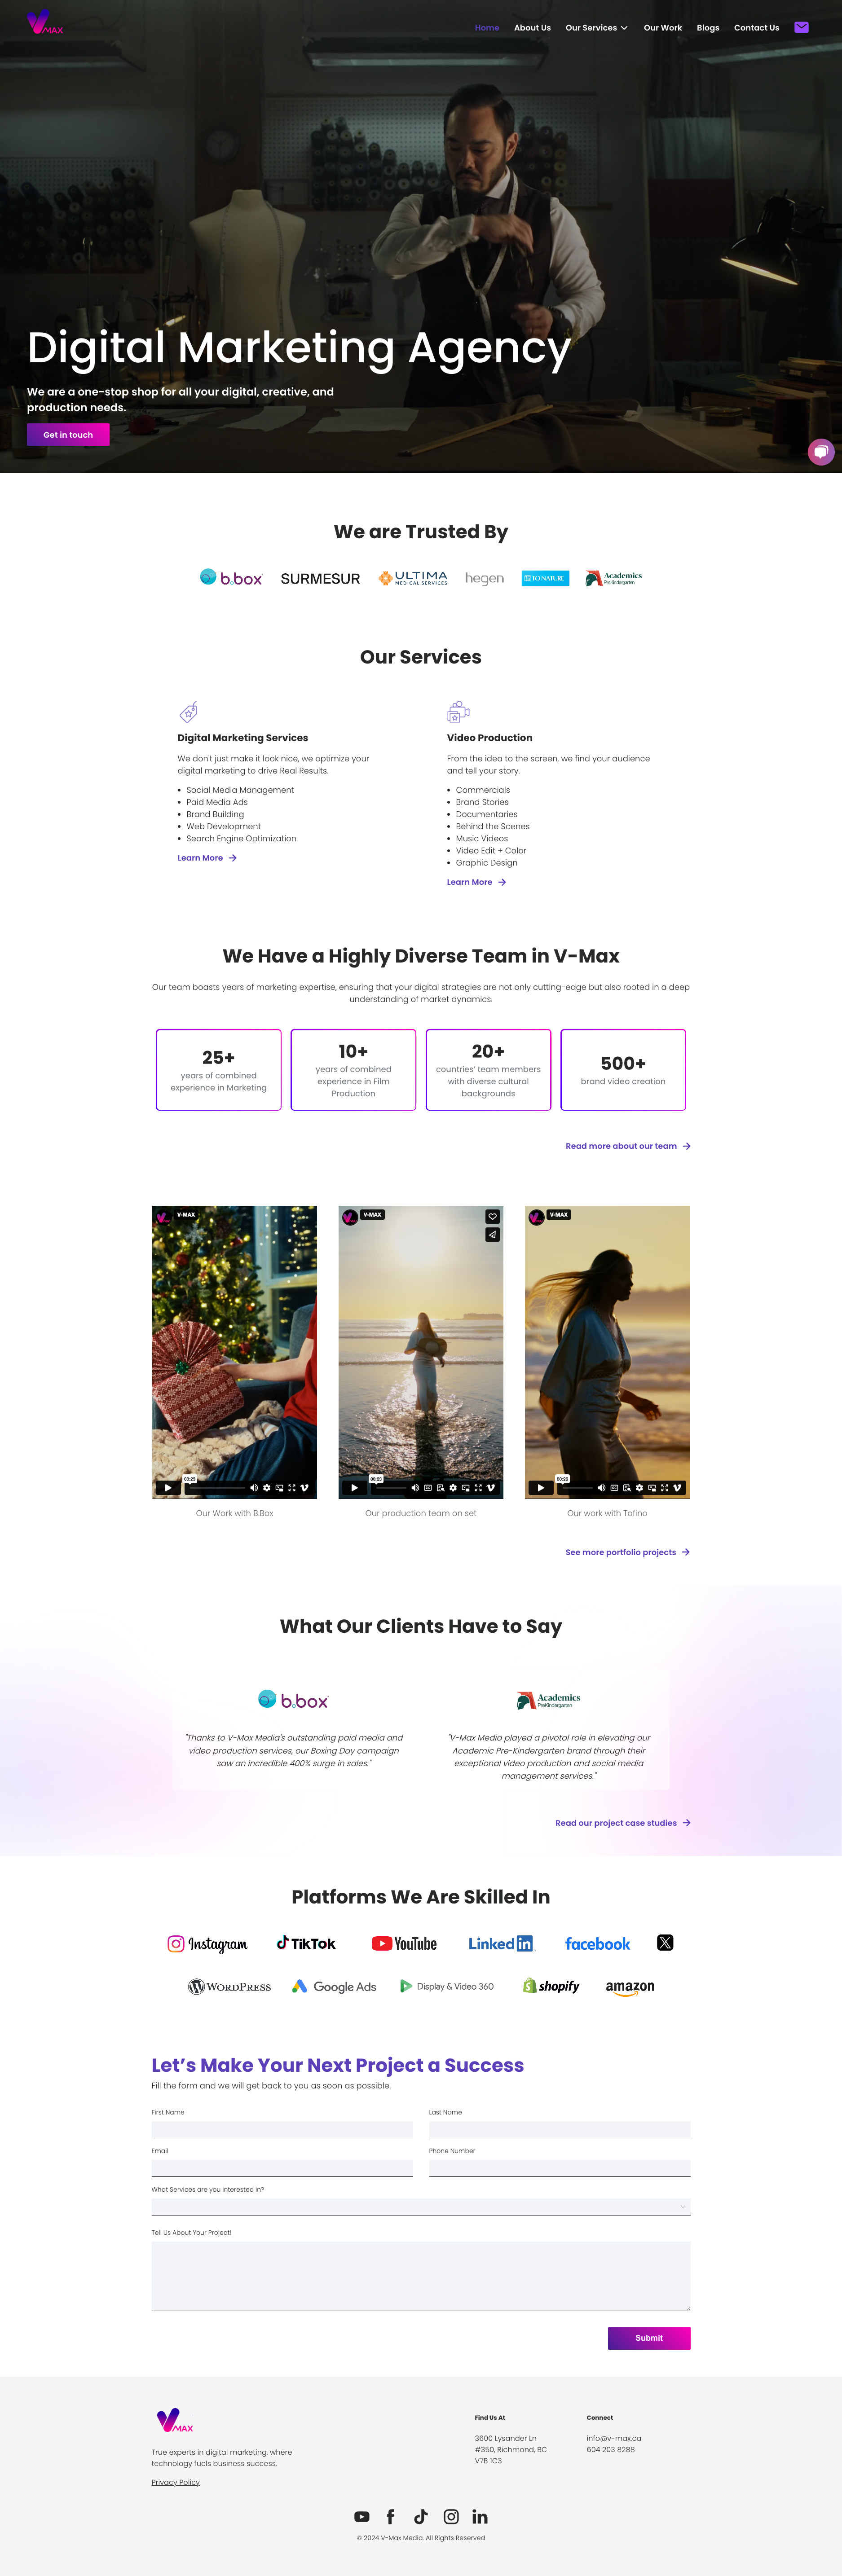 VMAX
Home About Us Our Services Our Work Blogs Contact Us
Digital Marketing Agency
We are a one-stop shop for all your digital, creative, and
production needs.
Get in touch
We are Trusted By
b.box SURMESUR ULTIMA MEDICAL SERVICES hegen TO NATURE Academics PreKindergarten
Our Services
Digital Marketing Services
We don't just make it look nice, we optimize your
digital marketing to drive Real Results.
• Social Media Management
• Paid Media Ads
• Brand Building
• Web Development
• Search Engine Optimization
Learn More
Video Production
From the idea to the screen, we find your audience
and tell your story.
• Commercials
• Brand Stories
• Documentaries
• Behind the Scenes
• Music Videos
• Video Edit + Color
• Graphic Design
Learn More
We Have a Highly Diverse Team in V-Max
Our team boasts years of marketing expertise, ensuring that your digital strategies are not only cutting-edge but also rooted in a deep
understanding of market dynamics.
25+
years of combined
experience in Marketing
10+
years of combined
experience in Film
Production
20+
countries' team members
with diverse cultural
backgrounds
500+
brand video creation
Read more about our team
V-MAX
00:23
Our Work with B.Box
V-MAX
00:23
Our production team on set
V-MAX
00:26
Our work with Tofino
See more portfolio projects
What Our Clients Have to Say
b.box
"Thanks to V-Max Media's outstanding paid media and
video production services, our Boxing Day campaign
saw an incredible 400% surge in sales."
Academics
PreKindergarten
"V-Max Media played a pivotal role in elevating our
Academic Pre-Kindergarten brand through their
exceptional video production and social media
management services."
Read our project case studies
Platforms We Are Skilled In
Instagram TikTok YouTube LinkedIn facebook X
WORDPRESS Google Ads Display & Video 360 shopify amazon
Let's Make Your Next Project a Success
Fill the form and we will get back to you as soon as possible.
First Name Last Name
Email Phone Number
What Services are you interested in?
Tell Us About Your Project!
Submit
VMAX
True experts in digital marketing, where
technology fuels business success.
Privacy Policy
Find Us At
3600 Lysander Ln
#350, Richmond, BC
V7B 1C3
Connect
info@v-max.ca
604 203 8288
© 2024 V-Max Media. All Rights Reserved